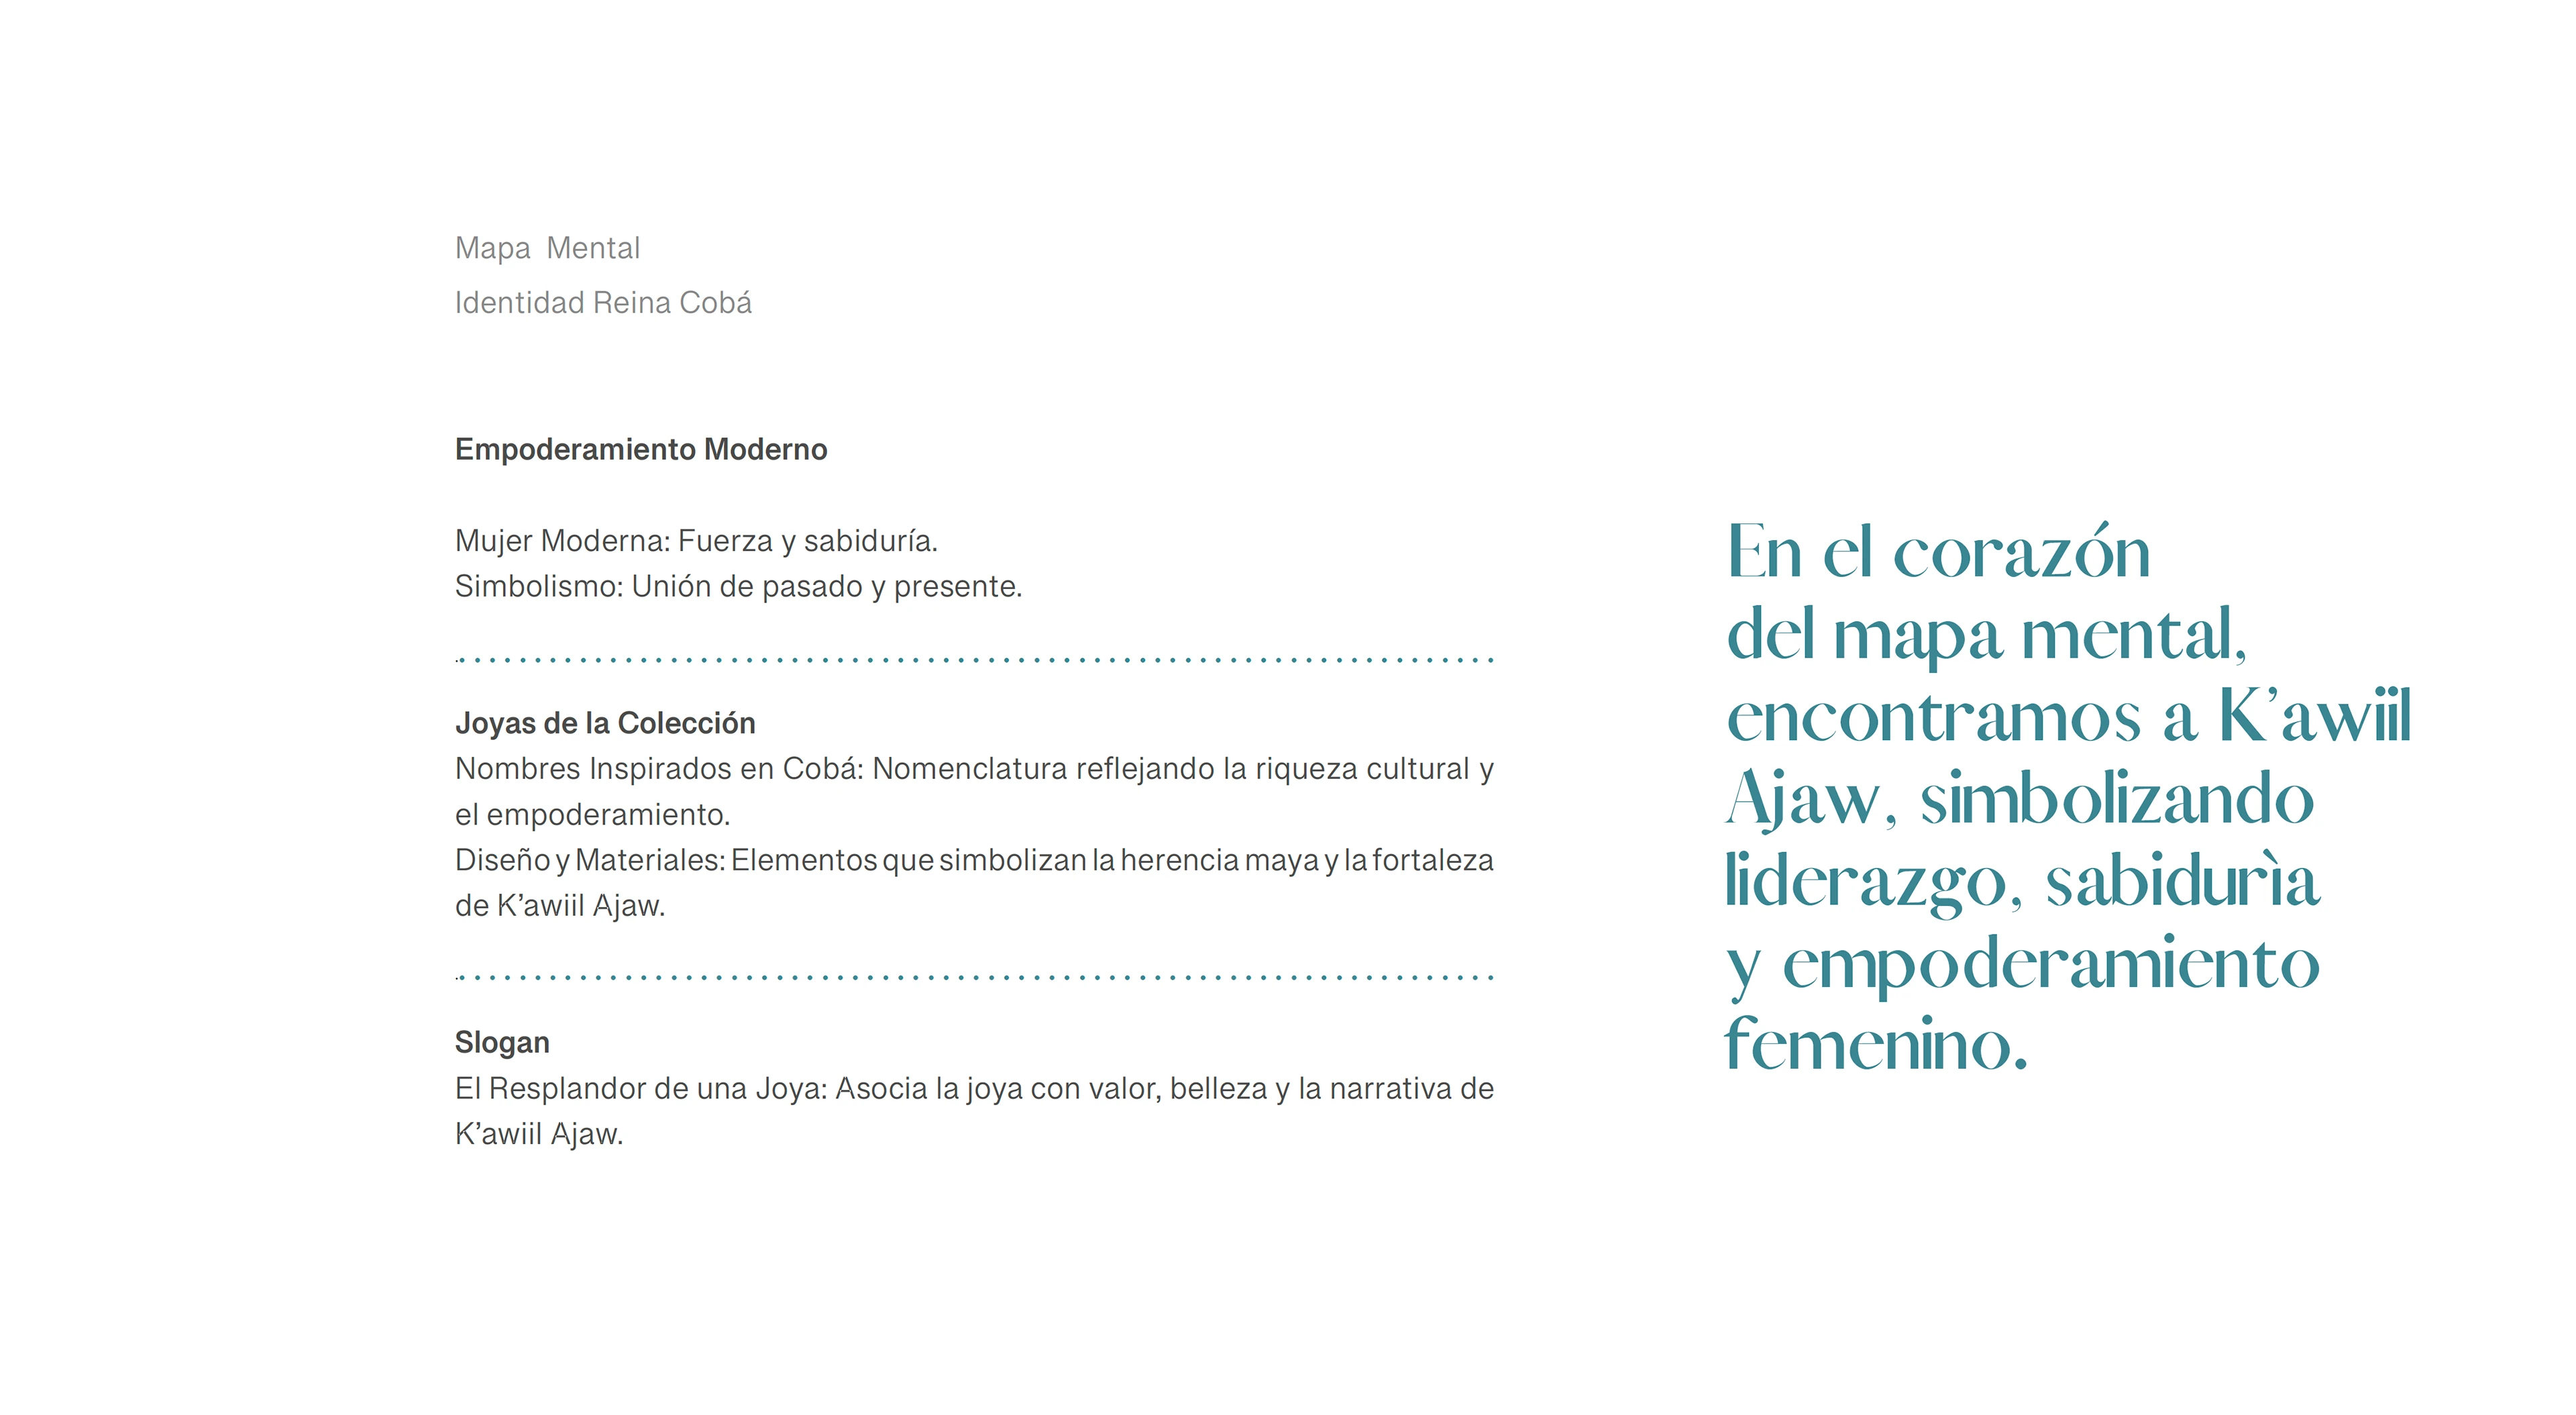 Mapa  Mental
Identidad Reina Cobá
Empoderamiento Moderno
Mujer Moderna: Fuerza y sabiduría.
Simbolismo: Unión de pasado y presente.
Joyas de la Colección
Nombres Inspirados en Cobá: Nomenclatura reflejando la riqueza cultural y
el empoderamiento.
Diseño y Materiales: Elementos que simbolizan la herencia maya y la fortaleza
de K’awiil Ajaw.
Slogan
El Resplandor de una Joya: Asocia la joya con valor, belleza y la narrativa de
K’awiil Ajaw.
En el corazón
del mapa mental,
encontramos a K’awiil
Ajaw, simbolizando
liderazgo, sabidurìa
y empoderamiento
femenino.